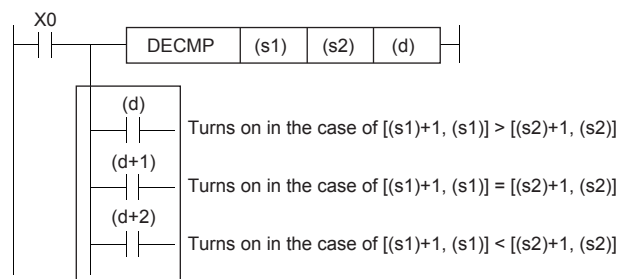 X0
DECMP (s1) (s2) (d)
(d)
Turns on in the case of [(s1)+1, (s1)] > [(s2)+1, (s2)]
(d+1)
Turns on in the case of [(s1)+1, (s1)] = [(s2)+1, (s2)]
(d+2)
Turns on in the case of [(s1)+1, (s1)] < [(s2)+1, (s2)]